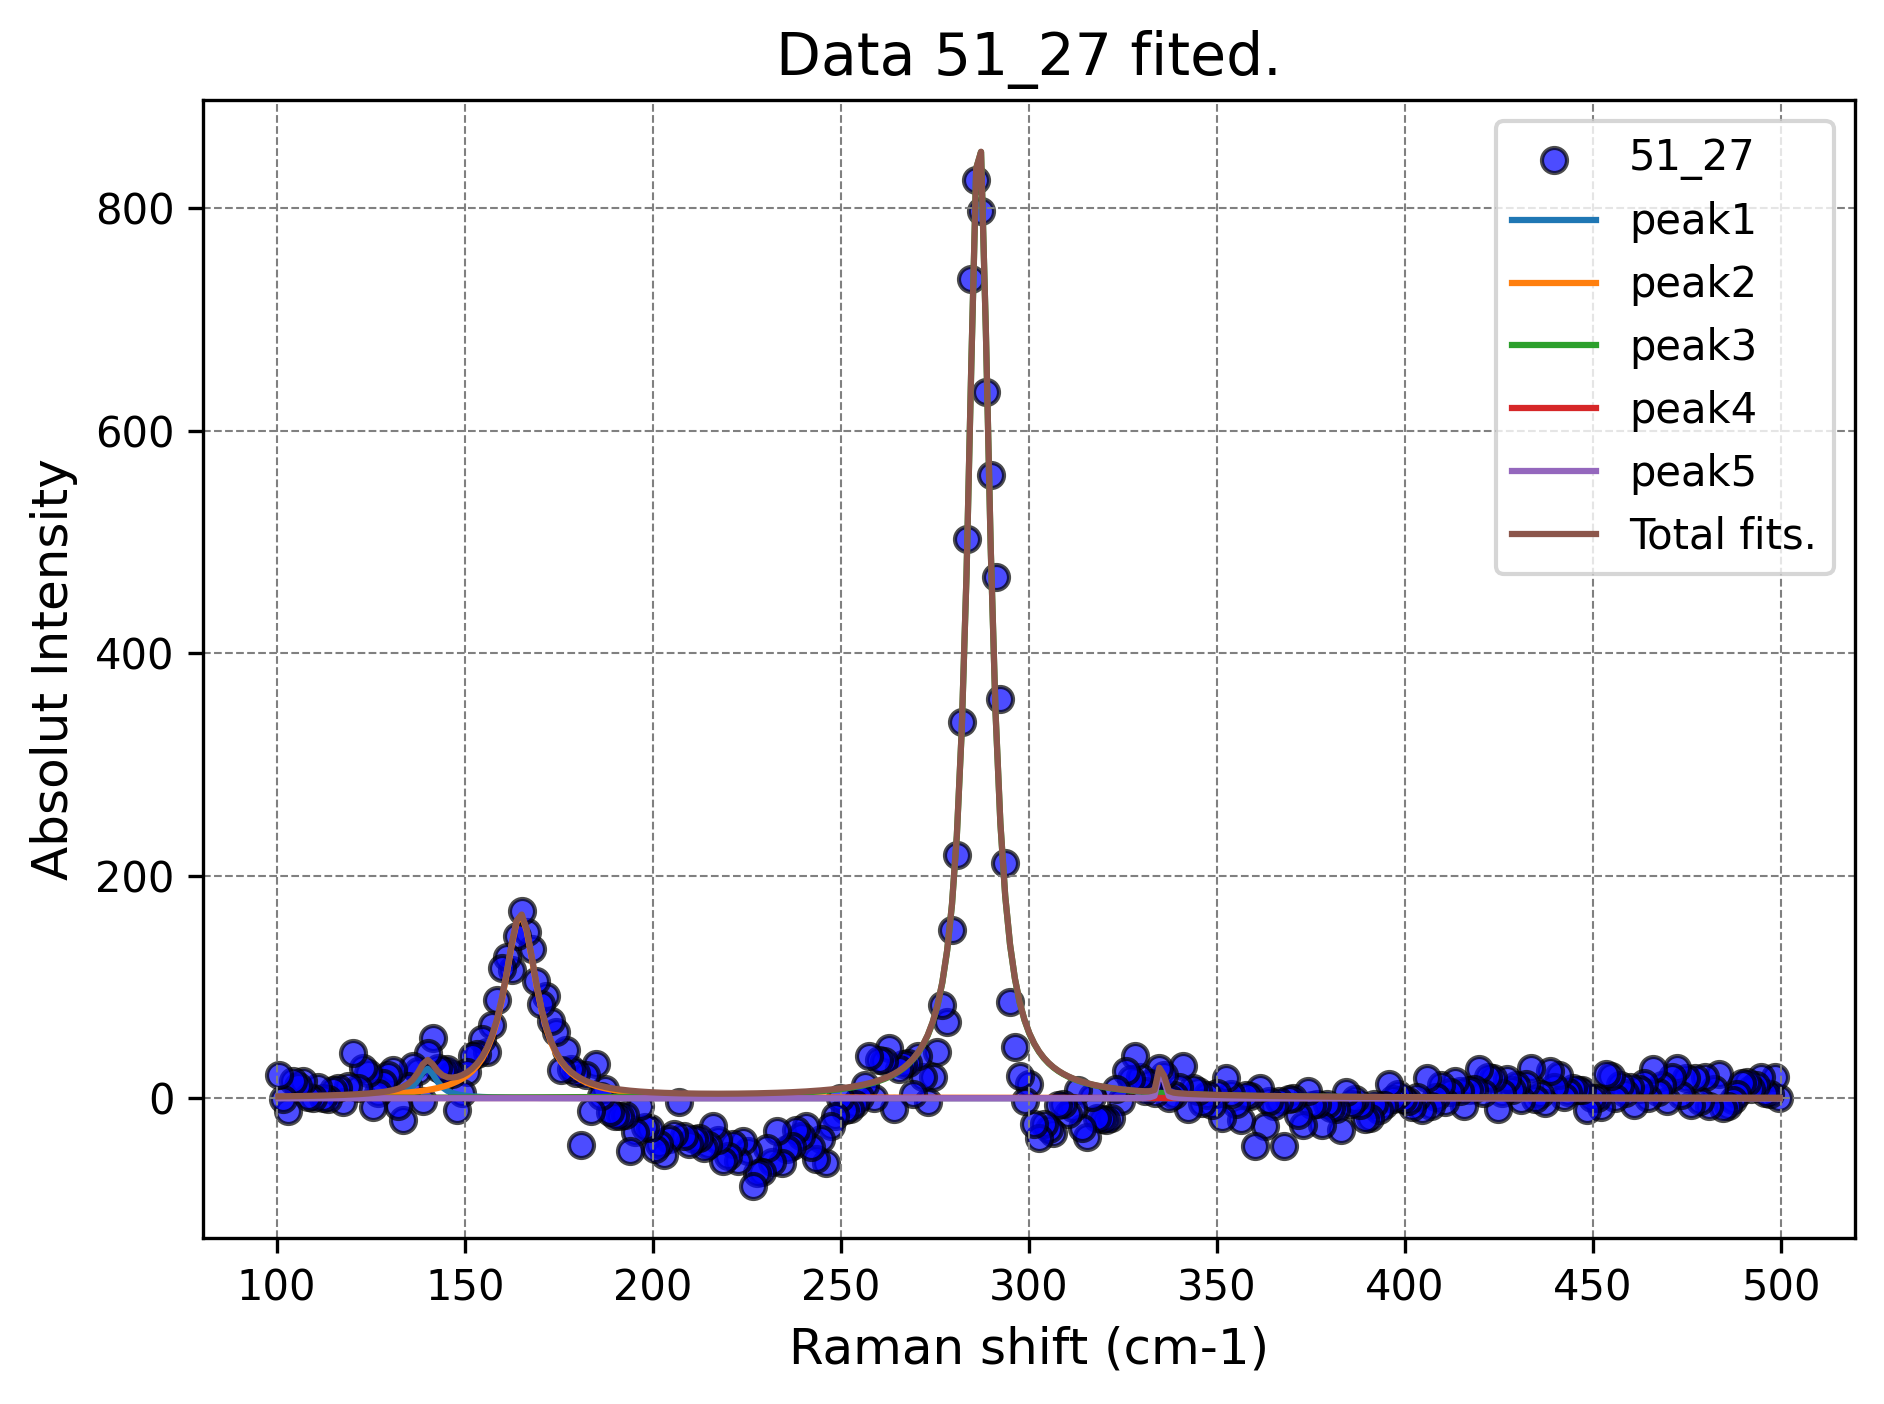 Data 51_27 fited.
51_27
peak1
peak2
peak3
peak4
peak5
Total fits.
Absolut Intensity
800
600
400
200
0
100 150 200 250 300 350 400 450 500
Raman shift (cm-1)